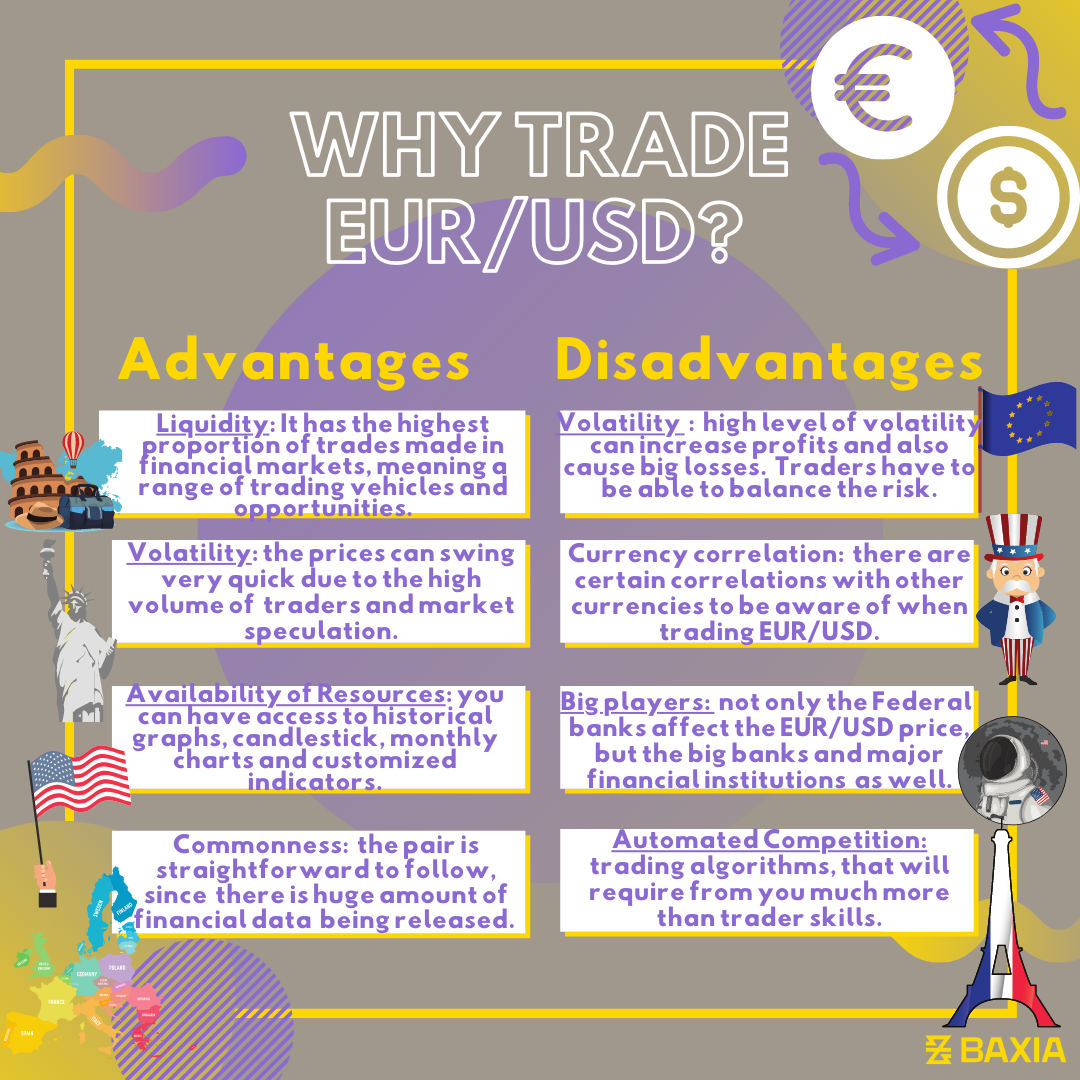 WHY TRADE
EUR/USD?
€
$
Advantages
Liquidity: It has the highest
proportion of trades made in
financial markets, meaning a
range of trading vehicles and
opportunities.
Volatility: the prices can swing
very quick due to the high
volume of traders and market
speculation.
Availability of Resources: you
can have access to historical
graphs, candlestick, monthly
charts and customized
indicators.
Commonness: the pair is
straightforward to follow,
since there is huge amount of
financial data being released.
Disadvantages
Volatility : high level of volatility
can increase profits and also
cause big losses. Traders have to
be able to balance the risk.
Currency correlation: there are
certain correlations with other
currencies to be aware of when
trading EUR/USD.
Big players: not only the Federal
banks affect the EUR/USD price,
but the big banks and major
financial institutions as well.
Automated Competition:
trading algorithms, that will
require from you much more
than trader skills.
SWEDEN
FINLAND
GERMANY
POLAND
FRANCE
SPAIN
ITALY
BAXIA